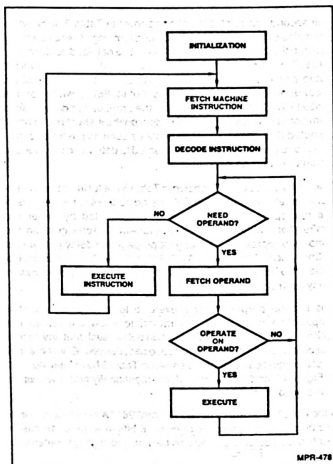 INITIALIZATION
FETCH MACHINE
INSTRUCTION
DECODE INSTRUCTION
NO
NEED
OPERAND?
YES
EXECUTE
INSTRUCTION
FETCH OPERAND
OPERATE
ON
OPERAND?
NO
YES
EXECUTE
MPR-478